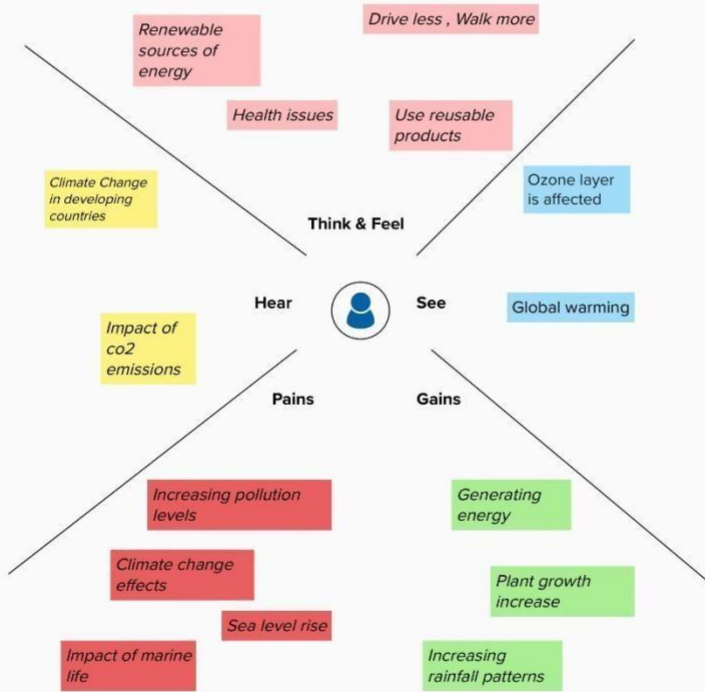 Drive less , Walk more
Renewable
sources of
energy
Health issues
Use reusable
products
Climate Change
in developing
countries
Ozone layer
is affected
Think & Feel
Hear
See
Global warming
Impact of
co2
emissions
Pains
Gains
Increasing pollution
levels
Generating
energy
Climate change
effects
Plant growth
increase
Sea level rise
Impact of marine
life
Increasing
rainfall patterns